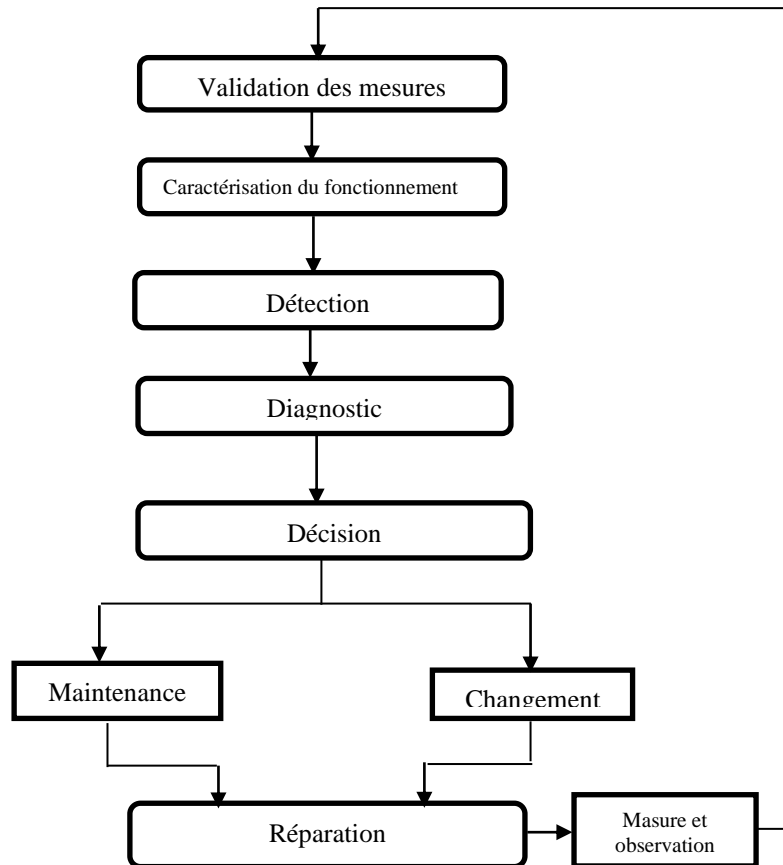 Validation des mesures
Caractérisation du fonctionnement
Détection
Diagnostic
Décision
Maintenance
Changement
Réparation
Masure et
observation